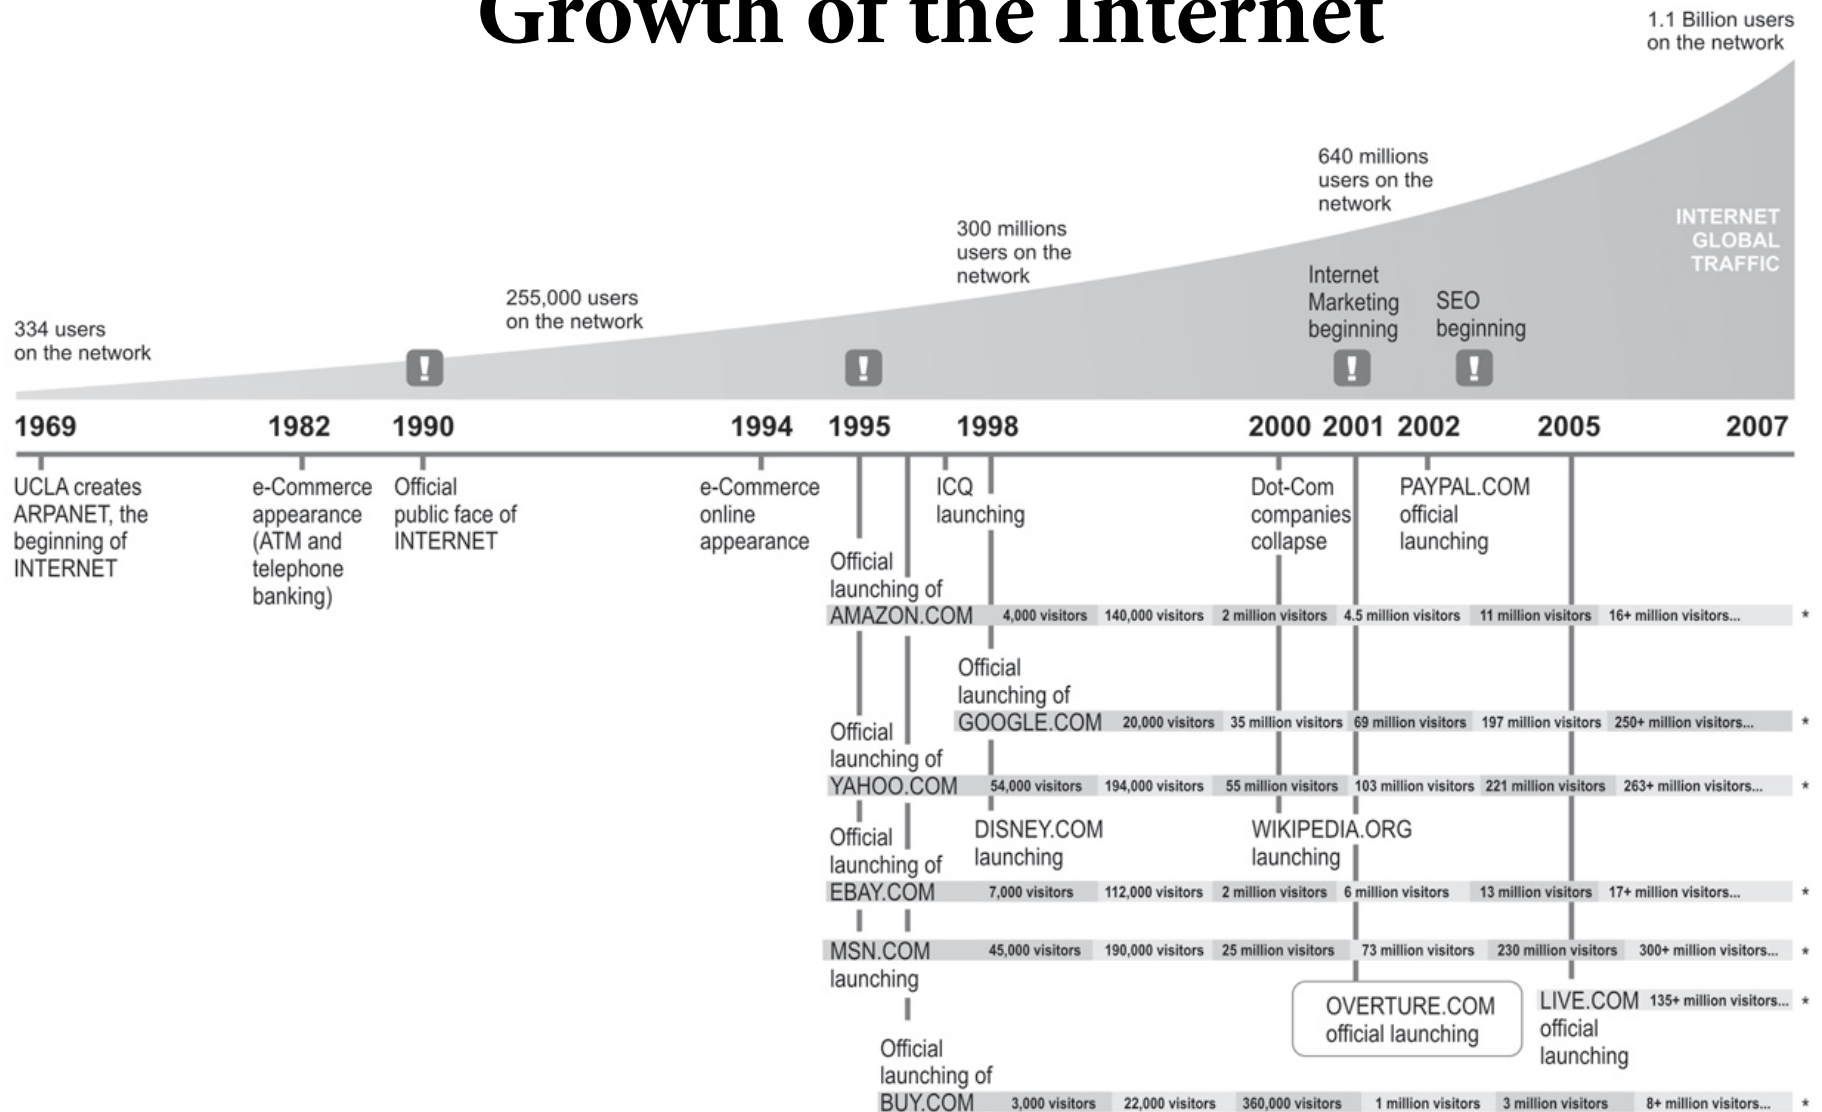 Growth of the Internet
1.1 Billion users
on the network
640 millions
users on the
network
300 millions
users on the
network
255,000 users
on the network
334 users
on the network
INTERNET
GLOBAL
TRAFFIC
Internet
Marketing
beginning
SEO
beginning
!
!
!
!
1969
1982
1990
1994
1995
1998
2000
2001
2002
2005
2007
UCLA creates
ARPANET, the
beginning of
INTERNET
e-Commerce
appearance
(ATM and
telephone
banking)
Official
public face of
INTERNET
e-Commerce
online
appearance
ICQ
launching
Dot-Com
companies
collapse
PAYPAL.COM
official
launching
Official
launching of
AMAZON.COM 4,000 visitors 140,000 visitors 2 million visitors 4.5 million visitors 11 million visitors 16+ million visitors... *
Official
launching of
GOOGLE.COM 20,000 visitors 35 million visitors 69 million visitors 197 million visitors 250+ million visitors... *
Official
launching of
YAHOO.COM 54,000 visitors 194,000 visitors 55 million visitors 103 million visitors 221 million visitors 263+ million visitors... *
DISNEY.COM
launching
WIKIPEDIA.ORG
launching
Official
launching of
EBAY.COM 7,000 visitors 112,000 visitors 2 million visitors 6 million visitors 13 million visitors 17+ million visitors... *
MSN.COM 45,000 visitors 190,000 visitors 25 million visitors 73 million visitors 230 million visitors 300+ million visitors... *
launching
OVERTURE.COM
official launching
LIVE.COM 135+ million visitors... *
official
launching
Official
launching of
BUY.COM 3,000 visitors 22,000 visitors 360,000 visitors 1 million visitors 3 million visitors 8+ million visitors... *